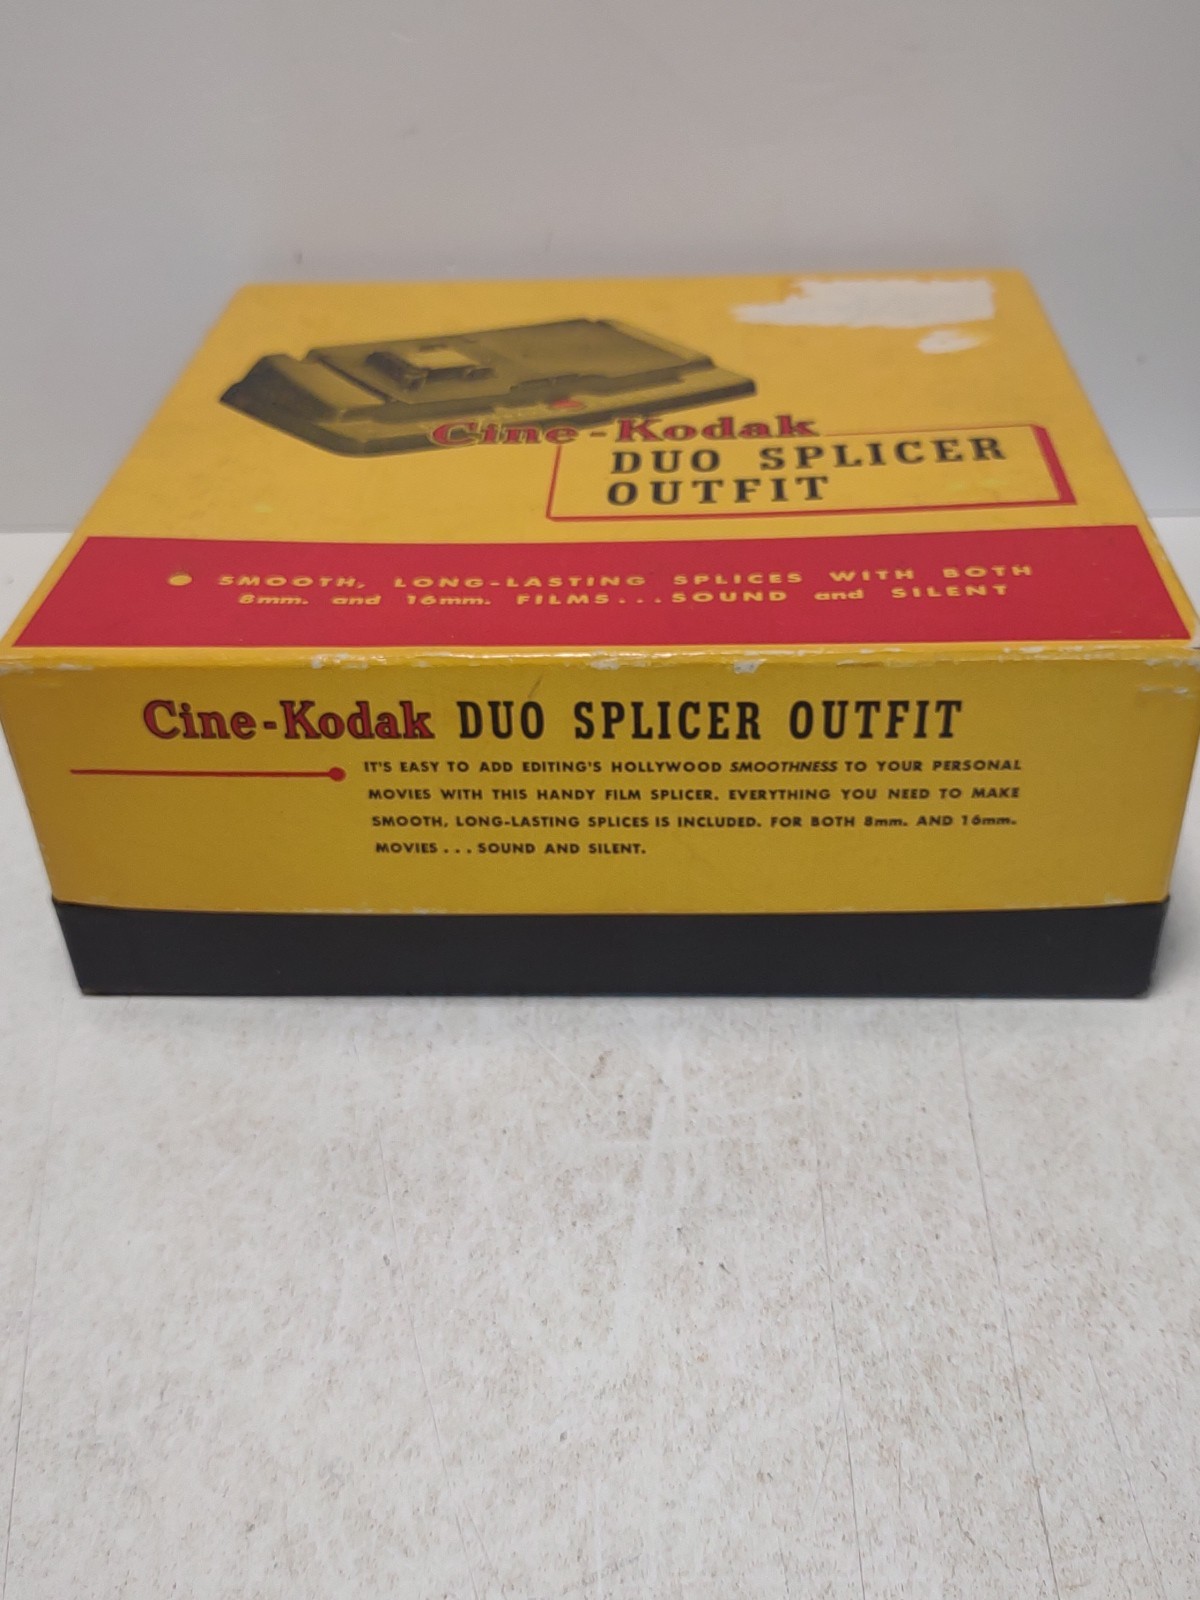 Cine-Kodak
DUO SPLICER
OUTFIT
SMOOTH, LONG-LASTING SPLICES WITH BOTH
8mm. and 16mm. FILMS...SOUND and SILENT
Cine-Kodak DUO SPLICER OUTFIT
IT'S EASY TO ADD EDITING'S HOLLYWOOD SMOOTHNESS TO YOUR PERSONAL
MOVIES WITH THIS HANDY FILM SPLICER. EVERYTHING YOU NEED TO MAKE
SMOOTH, LONG-LASTING SPLICES IS INCLUDED. FOR BOTH 8mm. AND 16mm.
MOVIES...SOUND AND SILENT.